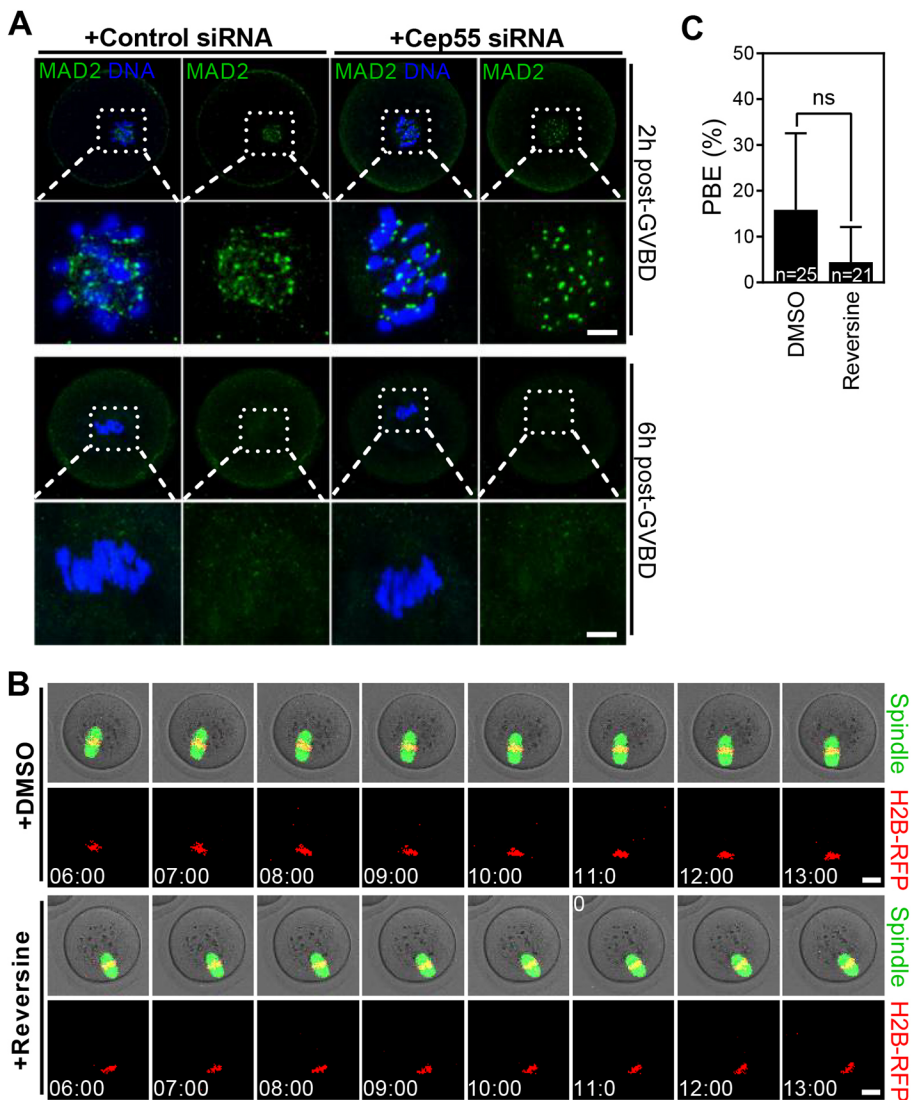 A
+Control siRNA
+Cep55 siRNA
MAD2 DNA
MAD2
MAD2 DNA
MAD2
2h post-GVBD
6h post-GVBD
C
PBE (%)
50
40
30
20
10
0
ns
n=25
n=21
DMSO
Reversine
B
+DMSO
Spindle
H2B-RFP
06:00
07:00
08:00
09:00
10:00
11:0
12:00
13:00
+Reversine
0
Spindle
H2B-RFP
06:00
07:00
08:00
09:00
10:00
11:0
12:00
13:00